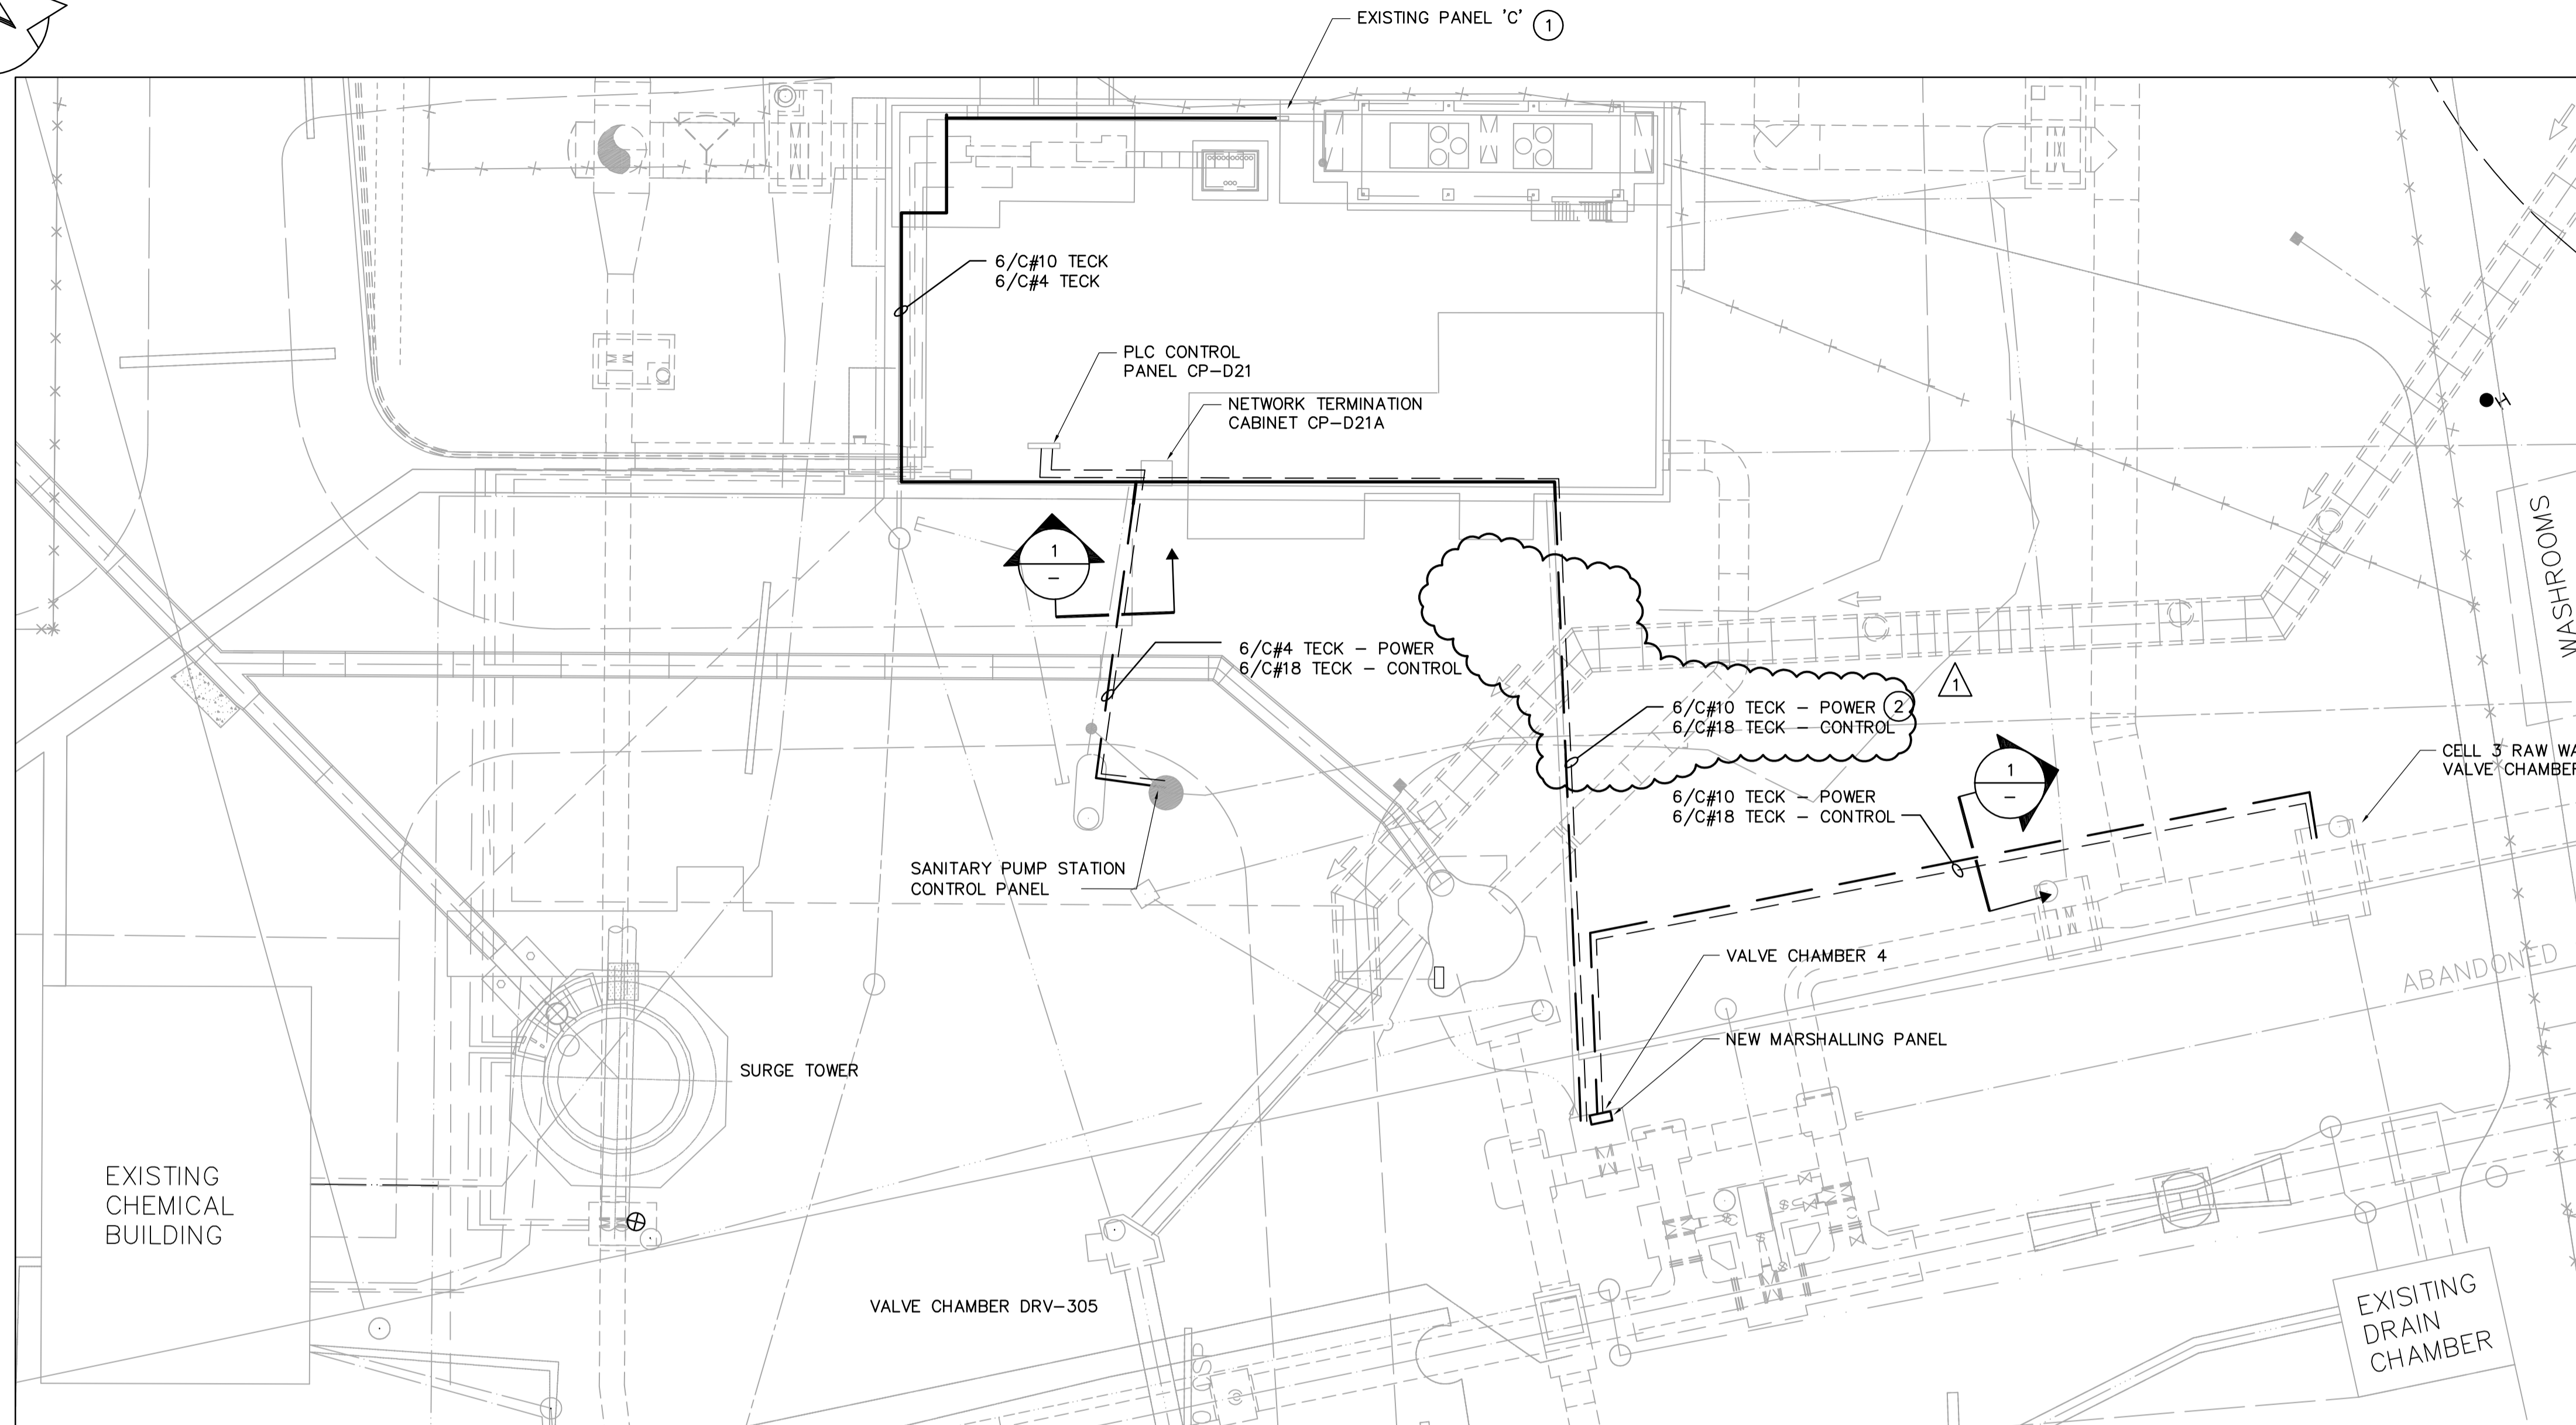 EXISTING PANEL 'C' 1
6/C#10 TECK
6/C#4 TECK
PLC CONTROL
PANEL CP-D21
NETWORK TERMINATION
CABINET CP-D21A
WASHROOMS
1
-
6/C#4 TECK - POWER
6/C#18 TECK - CONTROL
1
6/C#10 TECK - POWER 2
6/C#18 TECK - CONTROL
1
-
CELL 3 RAW
VALVE CHAMBER
6/C#10 TECK - POWER
6/C#18 TECK - CONTROL
SANITARY PUMP STATION
CONTROL PANEL
VALVE CHAMBER 4
ABANDONED
NEW MARSHALLING PANEL
SURGE TOWER
EXISTING
CHEMICAL
BUILDING
VALVE CHAMBER DRV-305
EXISITING
DRAIN
CHAMBER